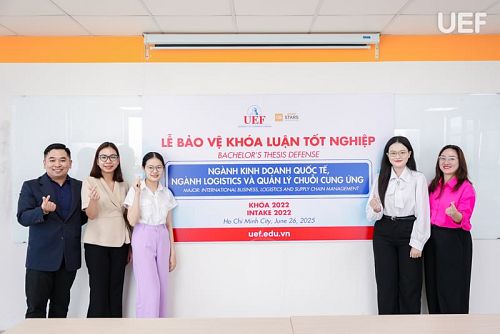 UEF
UEF
STARS
LỄ BẢO VỆ KHÓA LUẬN TỐT NGHIỆP
BACHELOR'S THESIS DEFENSE
NGÀNH KINH DOANH QUỐC TẾ,
NGÀNH LOGISTICS VÀ QUẢN LÝ CHUỖI CUNG ỨNG
MAJOR: INTERNATIONAL BUSINESS, LOGISTICS AND SUPPLY CHAIN MANAGEMENT
KHÓA 2022
INTAKE 2022
Ho Chi Minh City, June 26, 2025
uef.edu.vn